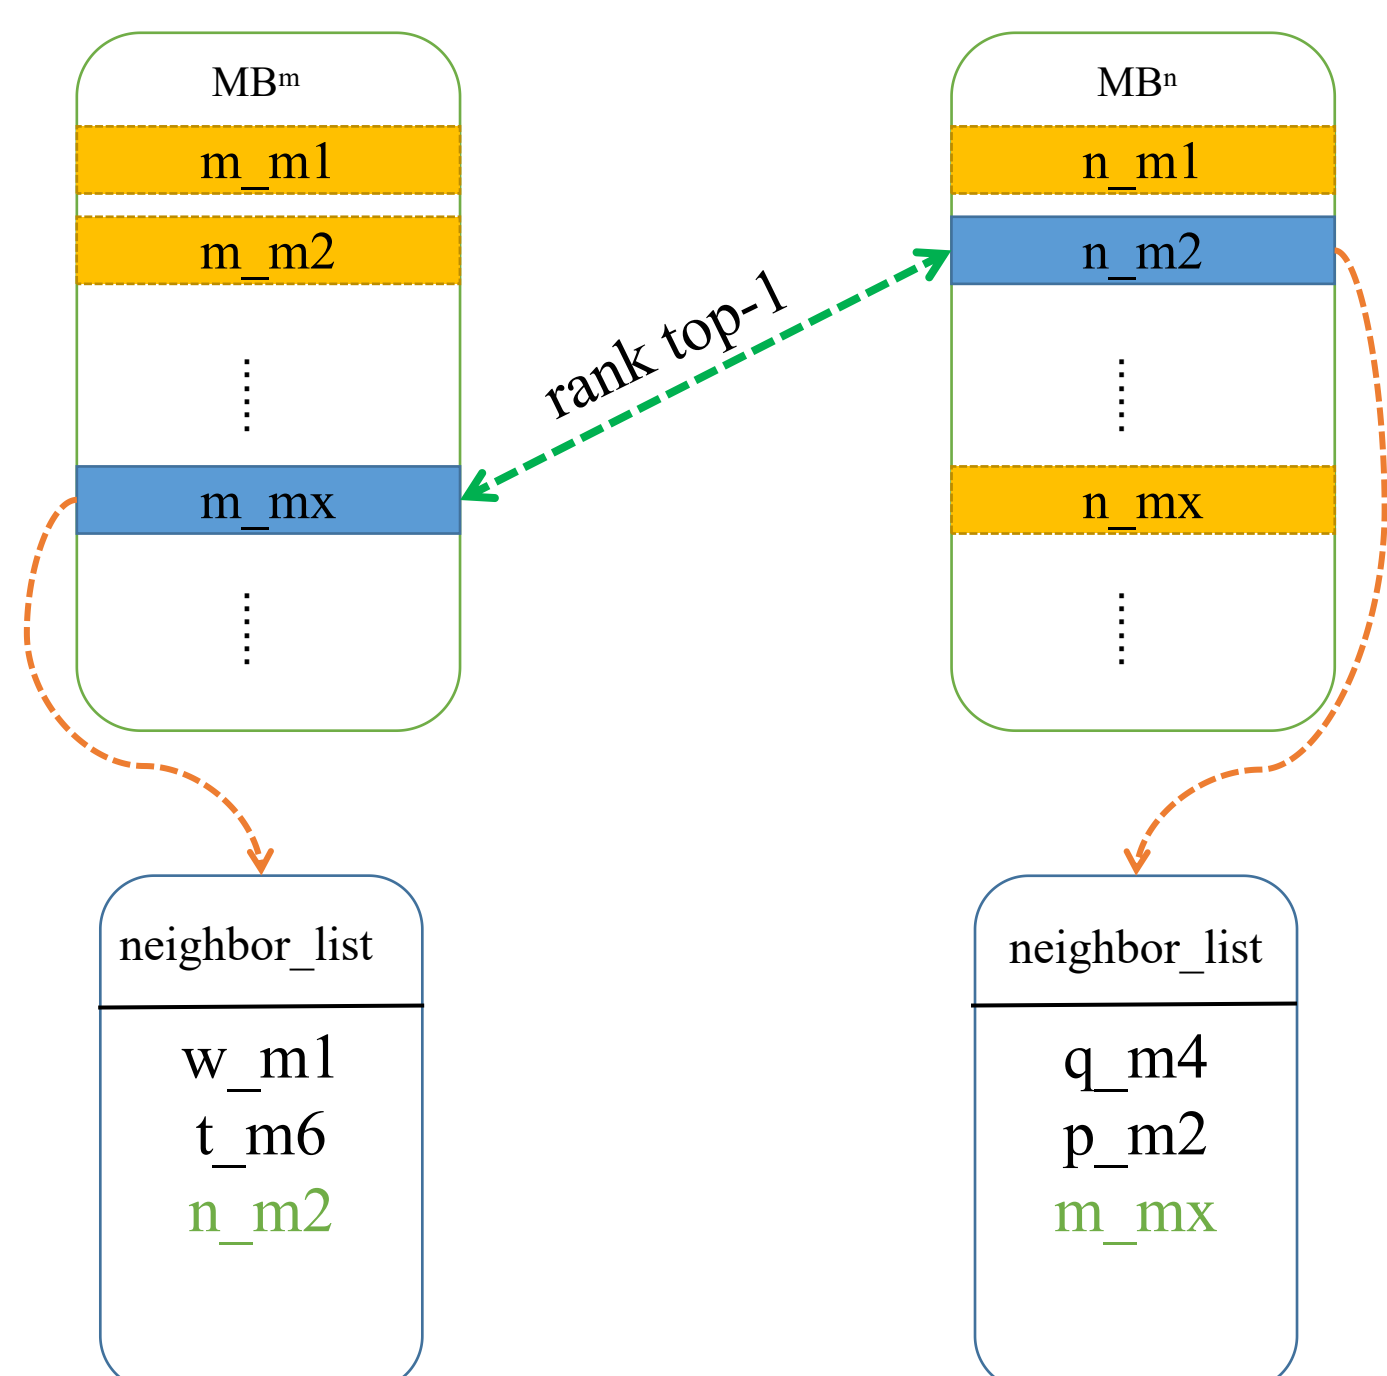 MBᵐ
m_m1
m_m2
m_mx
rank top-1
MBⁿ
n_m1
n_m2
n_mx
neighbor_list
w_m1
t_m6
n_m2
neighbor_list
q_m4
p_m2
m_mx